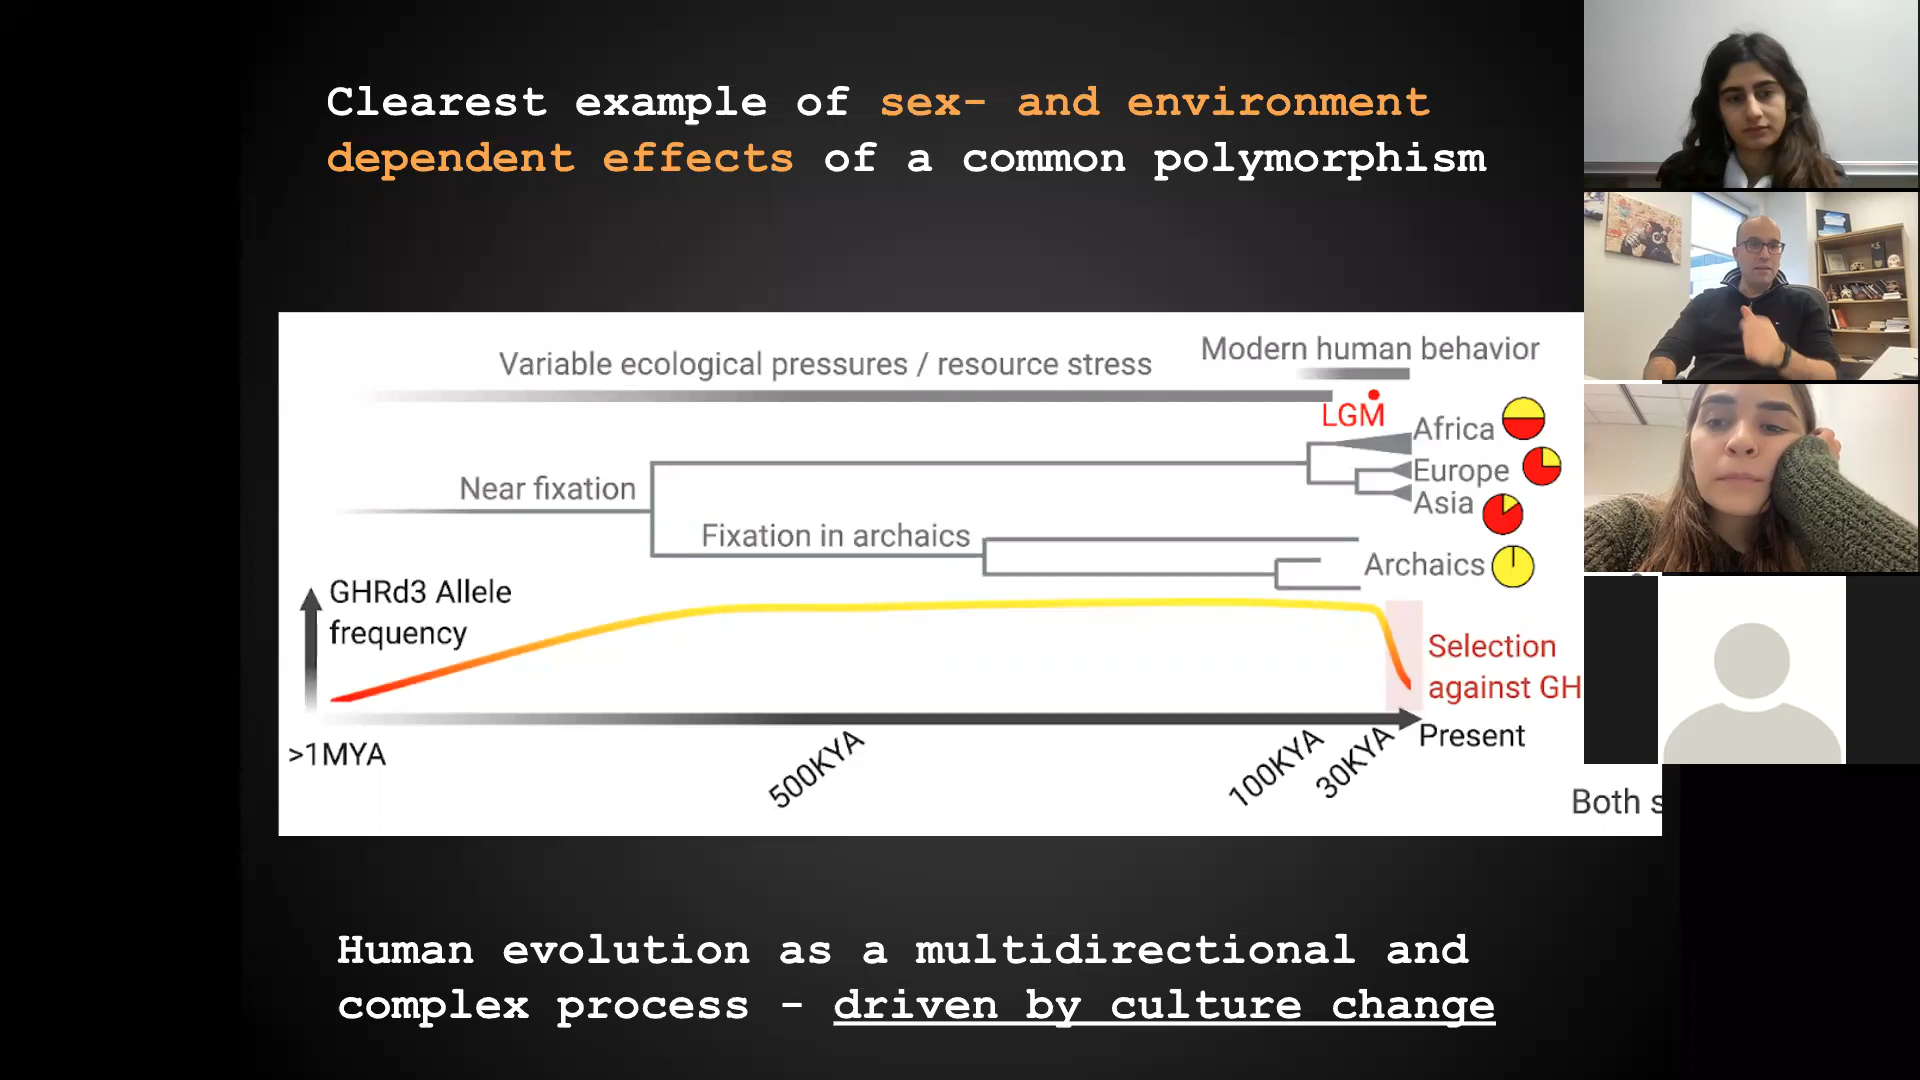 Clearest example of sex- and environment
dependent effects of a common polymorphism
Variable ecological pressures / resource stress
Modern human behavior
LGM
Africa
Europe
Asia
Near fixation
Fixation in archaics
Archaics
GHRd3 Allele
frequency
Selection
against GH
>1MYA
500KYA
100KYA
30KYA
Present
Both s
Human evolution as a multidirectional and
complex process - driven by culture change